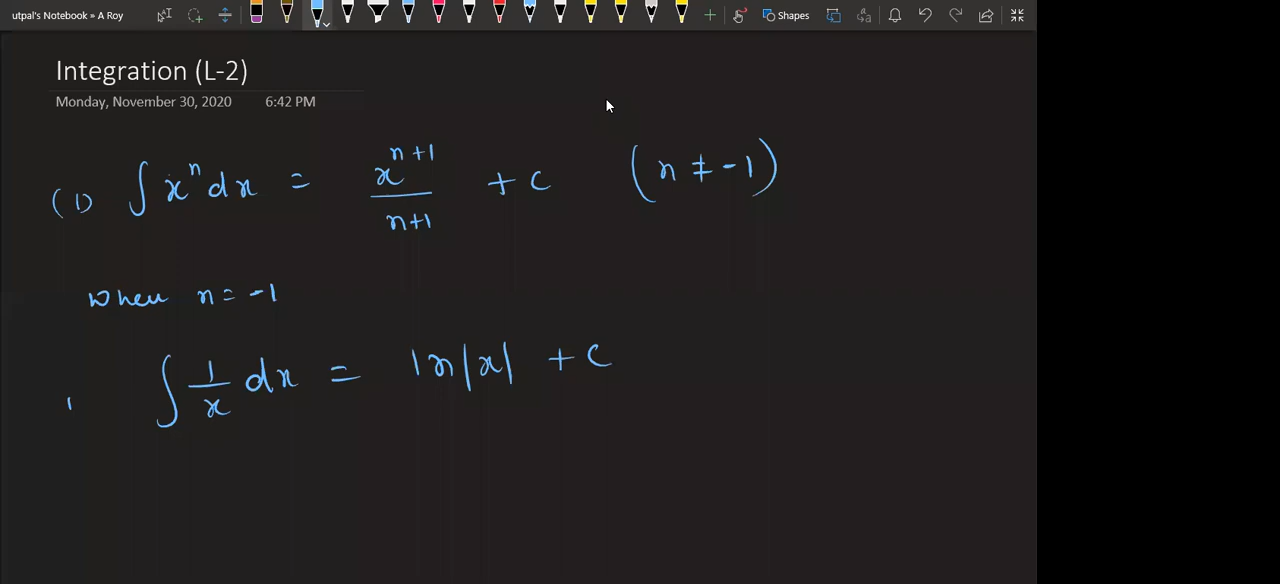 utpal's Notebook » A Roy
Shapes
Integration (L-2)
Monday, November 30, 2020 6:42 PM
(1) ∫ xⁿ dx = xⁿ⁺¹/n+1 + c (n ≠ -1)
When n = -1
∫ 1/x dx = ln|x| + c